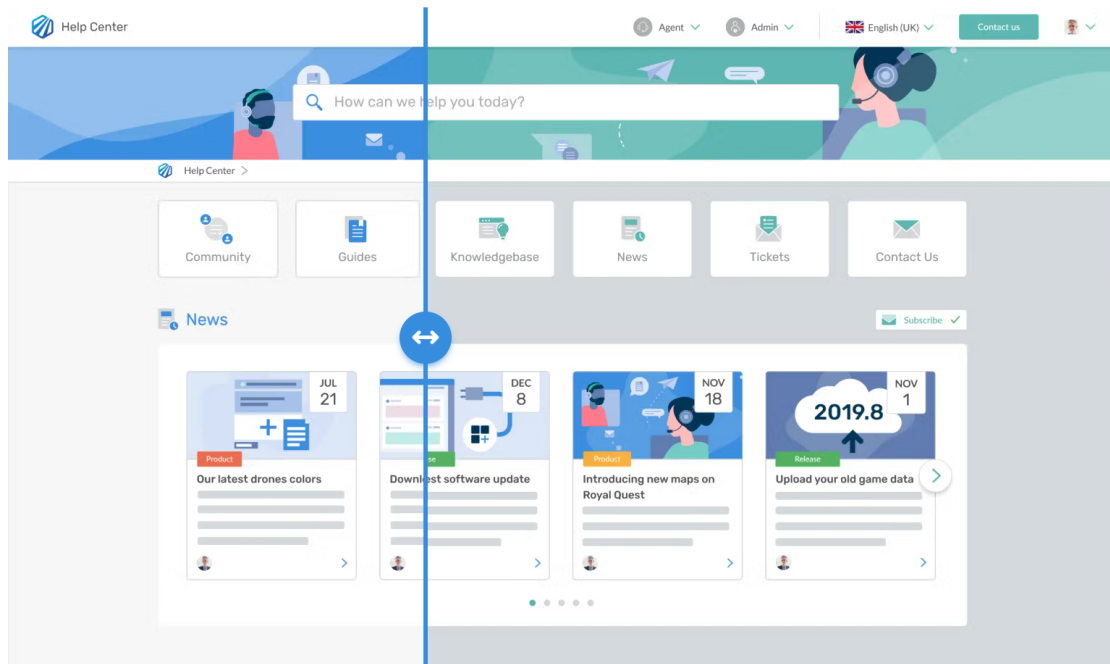 Help Center
Agent
Admin
English (UK)
Contact us
How can we help you today?
Help Center
Community
Guides
Knowledgebase
News
Tickets
Contact Us
News
Subscribe
JUL
21
Product
Our latest drones colors
DEC
8
Downl est software update
NOV
18
Product
Introducing new maps on
Royal Quest
NOV
1
2019.8
Release
Upload your old game data